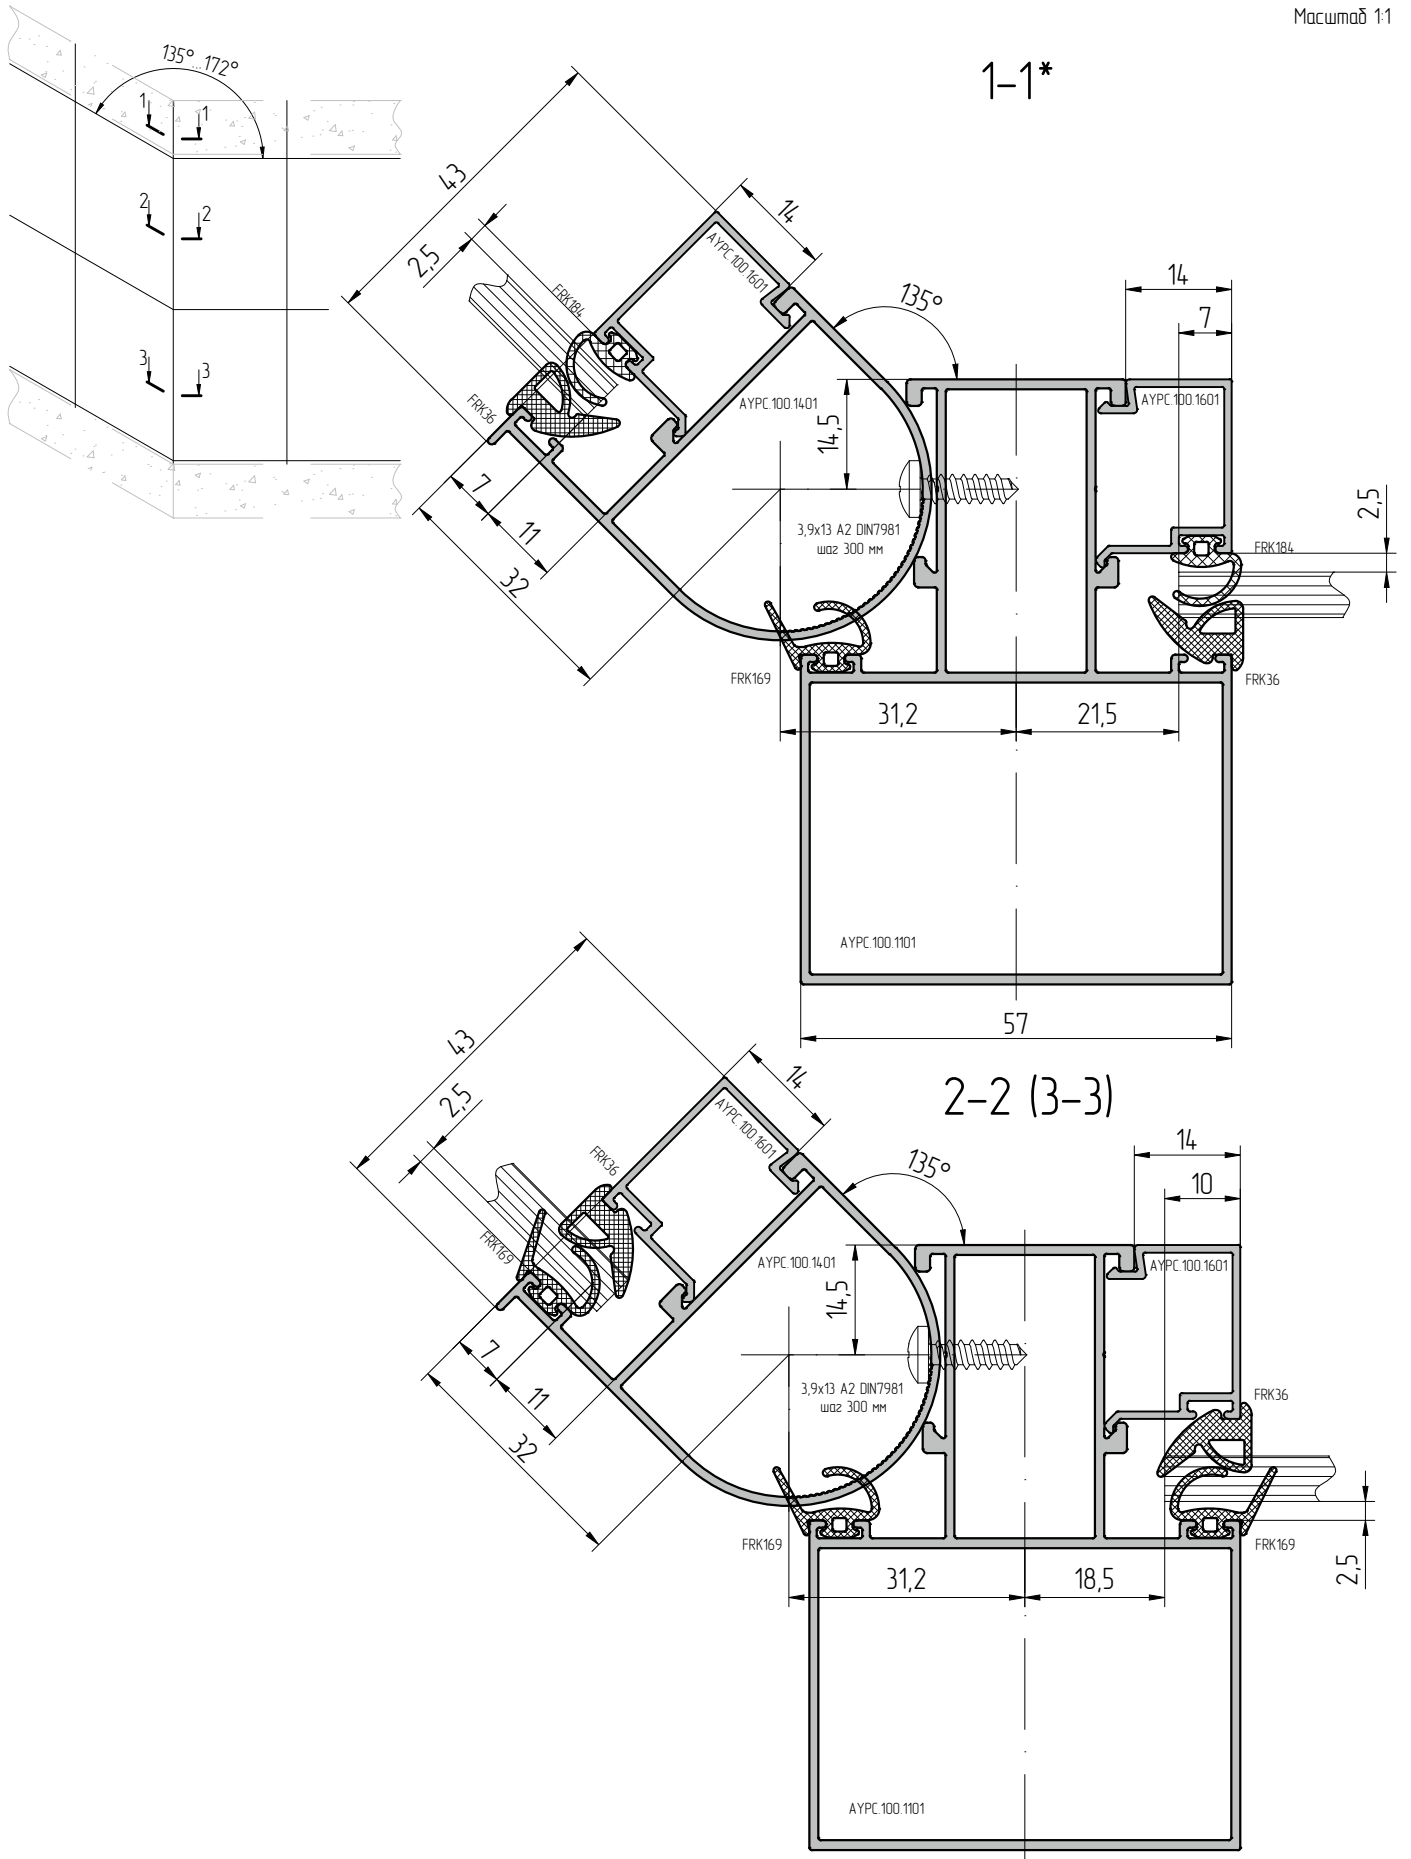 Масштаб 1:1
135°...172°
1
1
2
2
3
3
1-1*
43
14
2,5
AYPC.100.1601
FRK184
135°
14
7
FRK36
AYPC.100.1401
14,5
AYPC.100.1601
7
11
32
3,9x13 A2 DIN7981
шаг 300 мм
2,5
FRK184
FRK169
FRK36
31,2
21,5
AYPC.100.1101
57
2-2 (3-3)
43
14
2,5
AYPC.100.1601
FRK36
135°
14
10
FRK169
AYPC.100.1401
14,5
AYPC.100.1601
7
11
32
3,9x13 A2 DIN7981
шаг 300 мм
FRK36
FRK169
FRK169
31,2
18,5
2,5
AYPC.100.1101